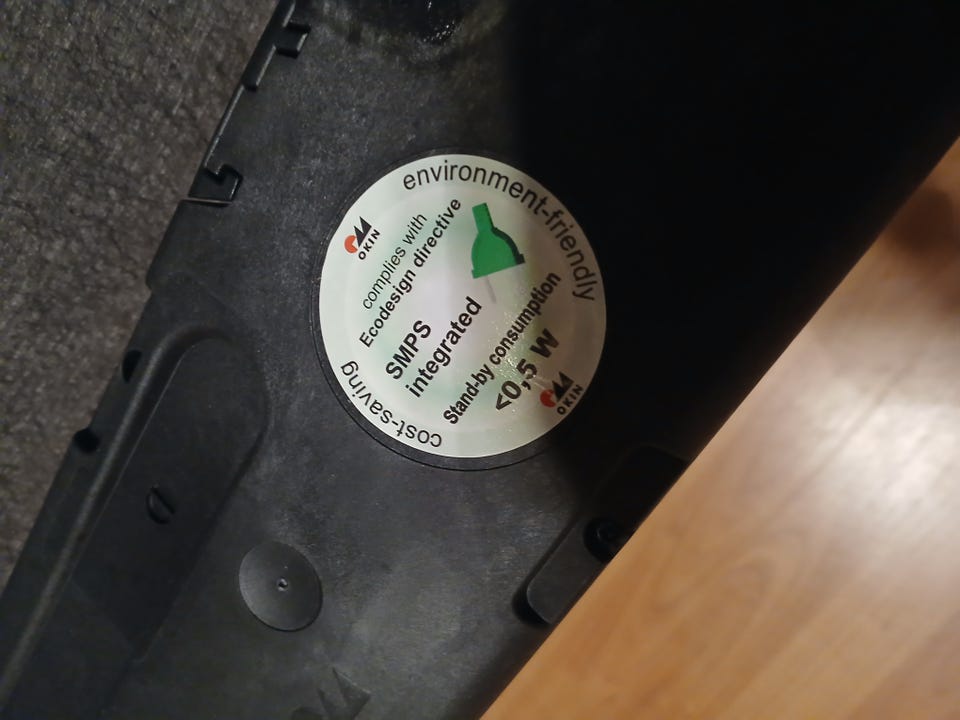 environment-friendly
OKIN
complies with
Ecodesign directive
SMPS
integrated
Stand-by consumption
<0,5 W
OKIN
cost-saving